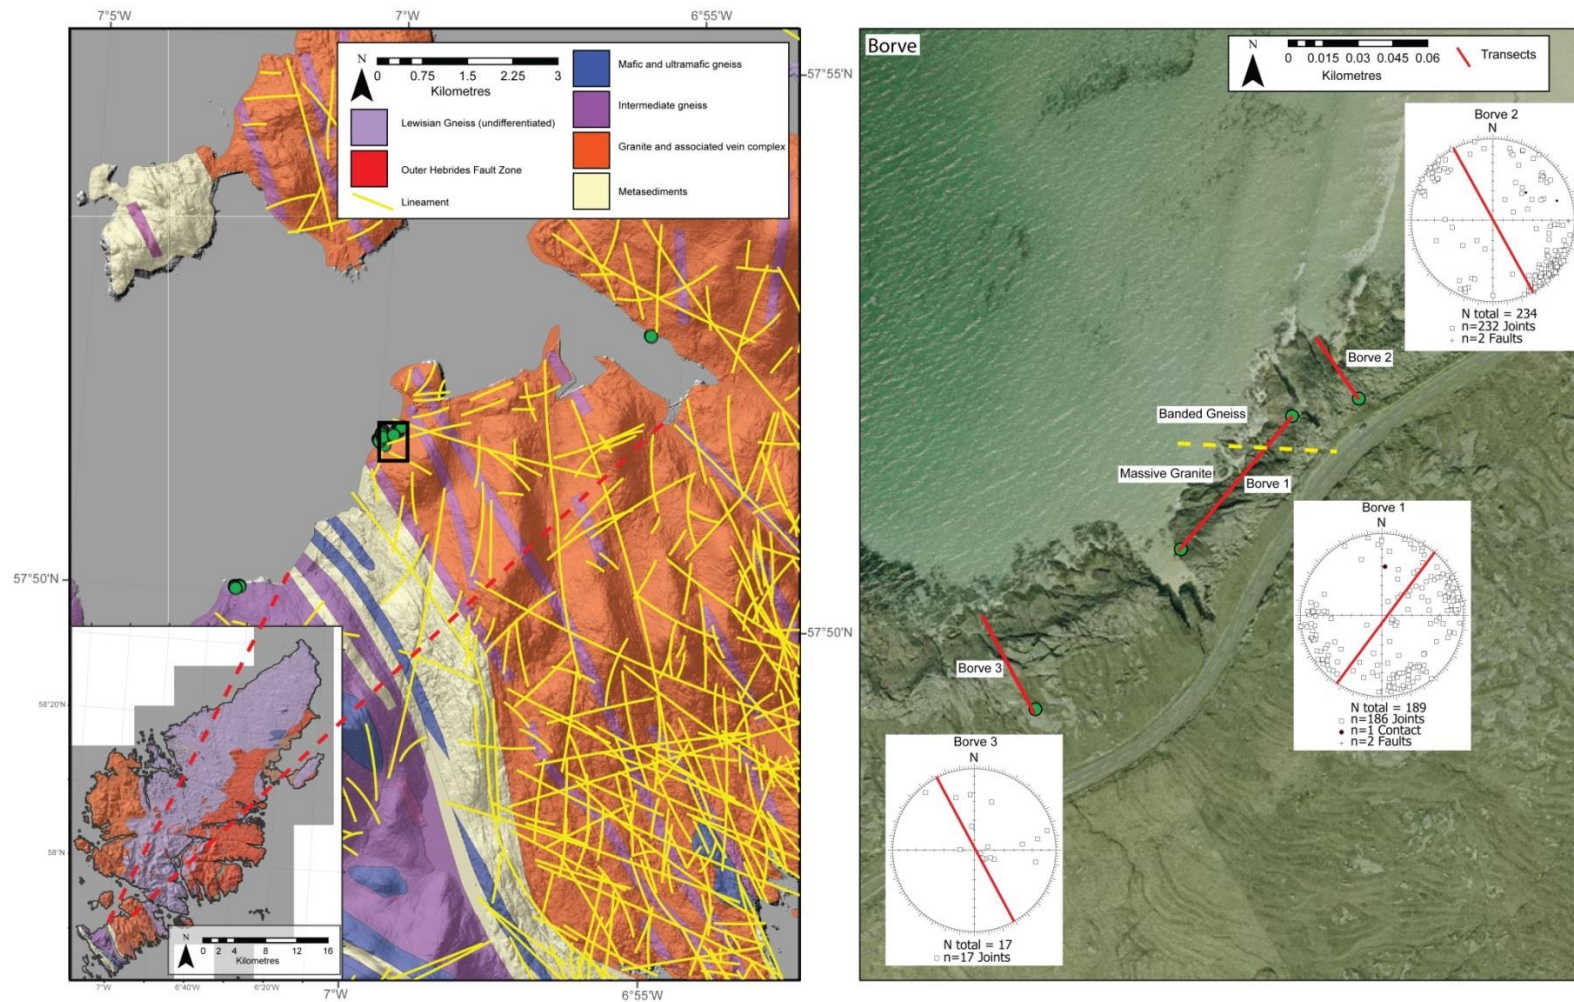 7°5'W
7°W
6°55'W
N
0 0.75 1.5 2.25 3
Kilometres
Lewisian Gneiss (undifferentiated)
Outer Hebrides Fault Zone
Lineament
Mafic and ultramafic gneiss
Intermediate gneiss
Granite and associated vein complex
Metasediments
57°55'N
57°50'N
57°50'N
58°20'N
58°N
N
0 2 4 8 12 16
Kilometres
7°W
6°40'W
6°20'W
7°W
6°55'W
Borve
N
0 0.015 0.03 0.045 0.06
Kilometres
Transects
Borve 2
N
N total = 234
n=232 Joints
n=2 Faults
Borve 2
Banded Gneiss
Massive Granite
Borve 1
Borve 1
N
N total = 189
n=186 Joints
n=1 Contact
n=2 Faults
Borve 3
Borve 3
N
N total = 17
n=17 Joints